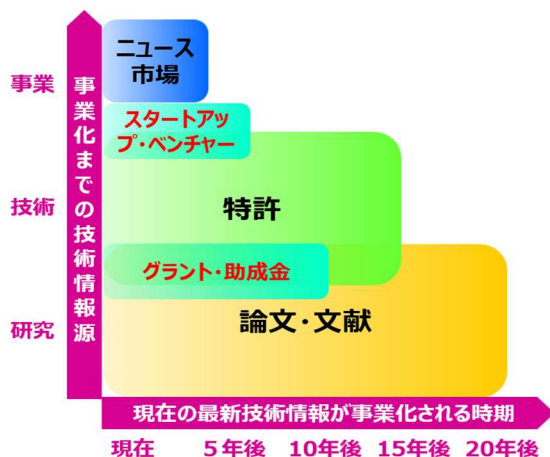 ニュース
市場
事業
スタートアッ
プ・ベンチャー
事業化までの技術情報源
技術
特許
グラント・助成金
論文・文献
研究
現在の最新技術情報が事業化される時期
現在 5年後 10年後 15年後 20年後